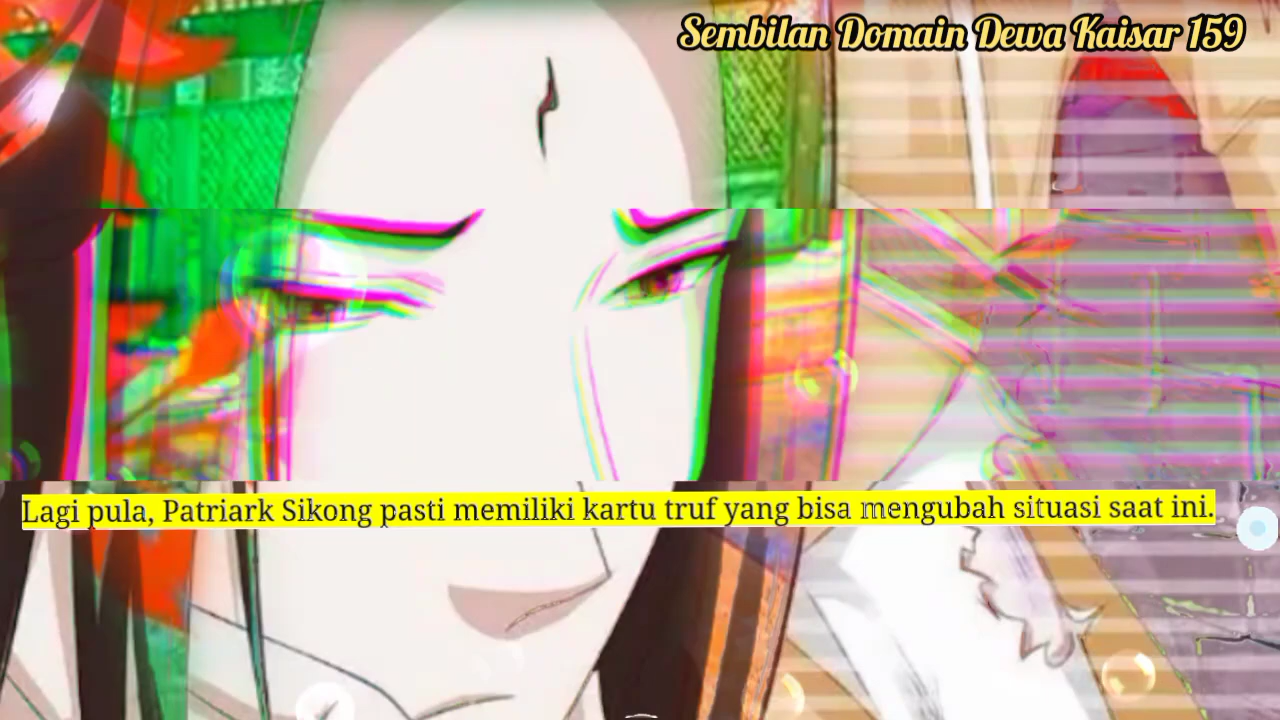 Sembilan Domain Dewa Kaisar 159
Lagi pula, Patriark Sikong pasti memiliki kartu truf yang bisa mengubah situasi saat ini.